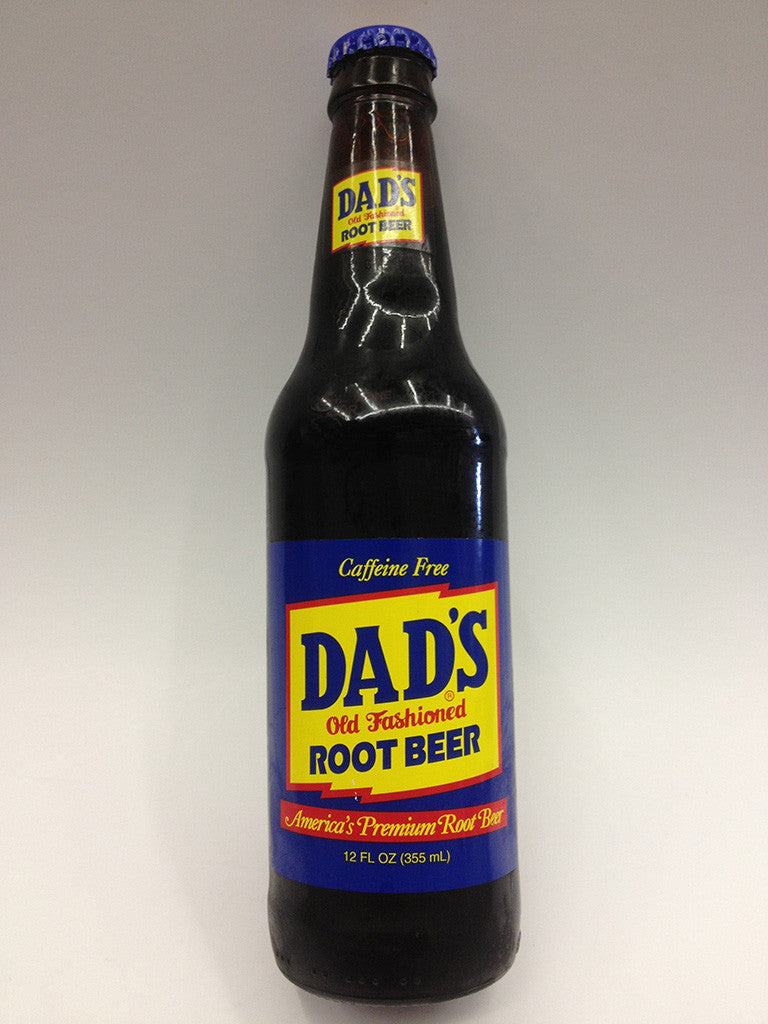 DAD'S
Old Fashioned
ROOT BEER
Caffeine Free
DAD'S®
Old Fashioned
ROOT BEER
America's Premium Root Beer
12 FL OZ (355 mL)